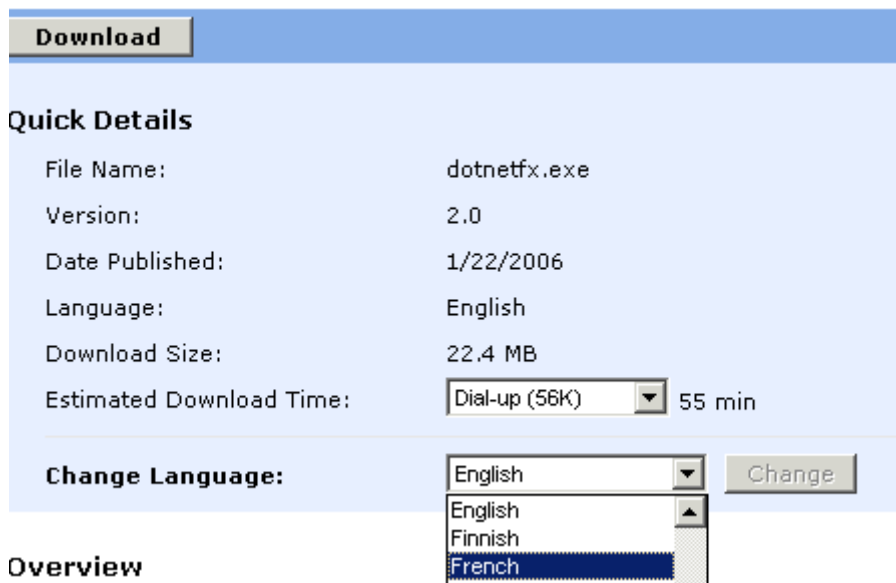 Download
Quick Details
File Name: dotnetfx.exe
Version: 2.0
Date Published: 1/22/2006
Language: English
Download Size: 22.4 MB
Estimated Download Time: Dial-up (56K) 55 min
Change Language: English Change
English
Finnish
French
Overview